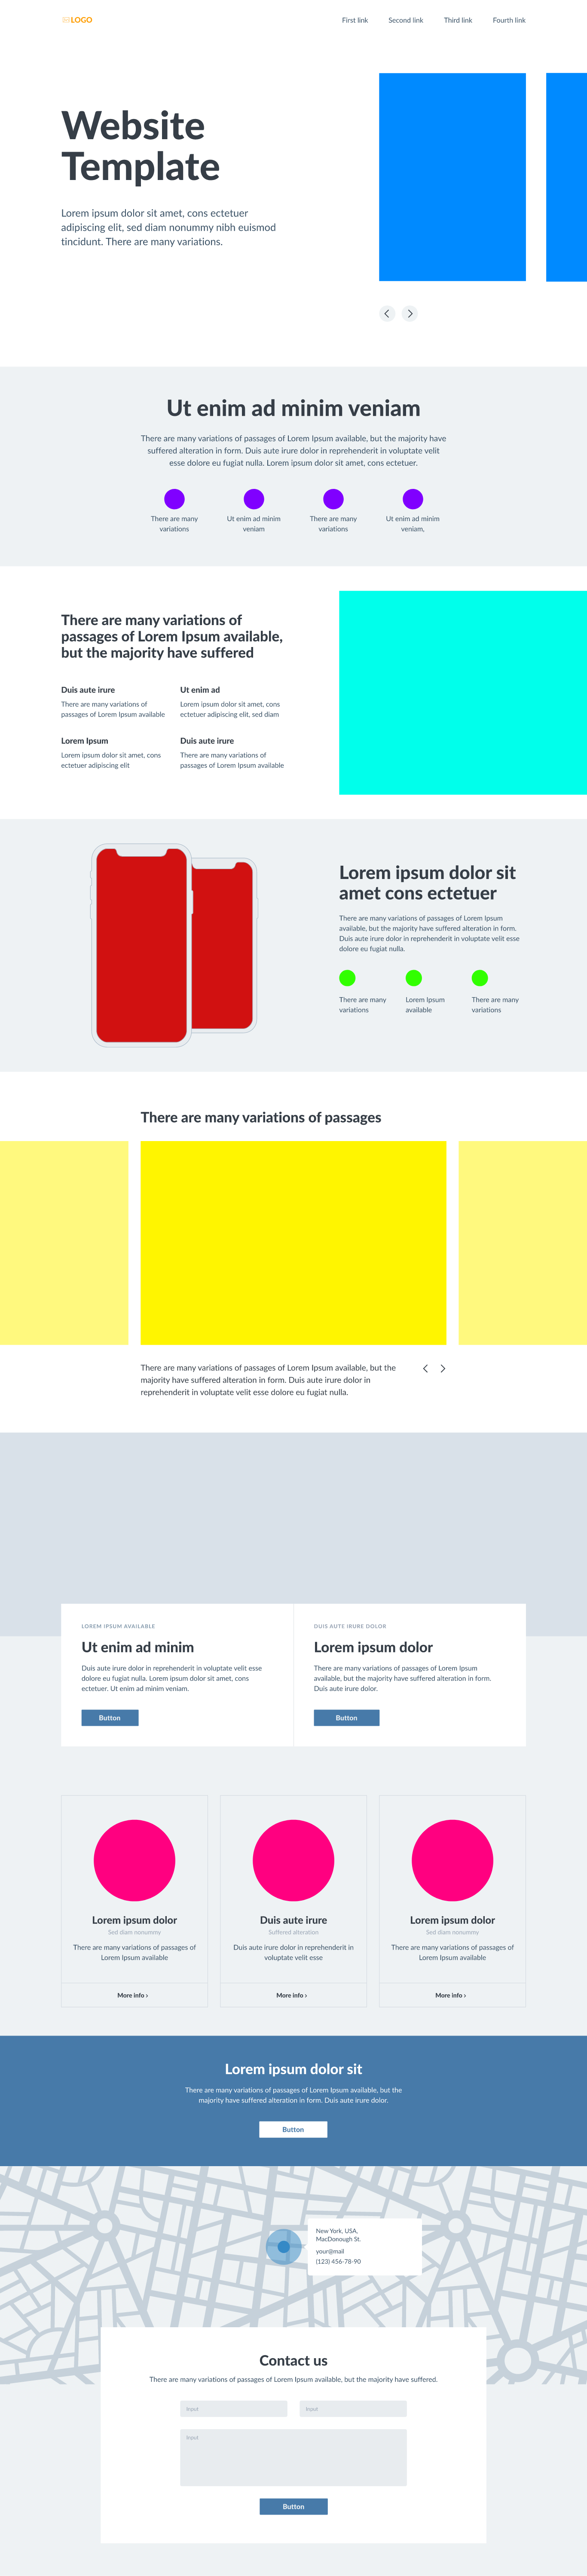 LOGO
First link Second link Third link Fourth link
Website
Template
Lorem ipsum dolor sit amet, cons ectetuer
adipiscing elit, sed diam nonummy nibh euismod
tincidunt. There are many variations.
Ut enim ad minim veniam
There are many variations of passages of Lorem Ipsum available, but the majority have
suffered alteration in form. Duis aute irure dolor in reprehenderit in voluptate velit
esse dolore eu fugiat nulla. Lorem ipsum dolor sit amet, cons ectetuer.
There are many
variations
Ut enim ad minim
veniam
There are many
variations
Ut enim ad minim
veniam,
There are many variations of
passages of Lorem Ipsum available,
but the majority have suffered
Duis aute irure
There are many variations of
passages of Lorem Ipsum available
Ut enim ad
Lorem ipsum dolor sit amet, cons
ectetuer adipiscing elit, sed diam
Lorem Ipsum
Lorem ipsum dolor sit amet, cons
ectetuer adipiscing elit
Duis aute irure
There are many variations of
passages of Lorem Ipsum available
Lorem ipsum dolor sit
amet cons ectetuer
There are many variations of passages of Lorem Ipsum
available, but the majority have suffered alteration in form.
Duis aute irure dolor in reprehenderit in voluptate velit esse
dolore eu fugiat nulla.
There are many
variations
Lorem Ipsum
available
There are many
variations
There are many variations of passages
There are many variations of passages of Lorem Ipsum available, but the
majority have suffered alteration in form. Duis aute irure dolor in
reprehenderit in voluptate velit esse dolore eu fugiat nulla.
LOREM IPSUM AVAILABLE
Ut enim ad minim
Duis aute irure dolor in reprehenderit in voluptate velit esse
dolore eu fugiat nulla. Lorem ipsum dolor sit amet, cons
ectetuer. Ut enim ad minim veniam.
Button
DUIS AUTE IRURE DOLOR
Lorem ipsum dolor
There are many variations of passages of Lorem Ipsum
available, but the majority have suffered alteration in form.
Duis aute irure dolor.
Button
Lorem ipsum dolor
Sed diam nonummy
There are many variations of passages of
Lorem Ipsum available
More info ›
Duis aute irure
Suffered alteration
Duis aute irure dolor in reprehenderit in
voluptate velit esse
More info ›
Lorem ipsum dolor
Sed diam nonummy
There are many variations of passages of
Lorem Ipsum available
More info ›
Lorem ipsum dolor sit
There are many variations of passages of Lorem Ipsum available, but the
majority have suffered alteration in form. Duis aute irure dolor.
Button
New York, USA,
MacDonough St.
your@mail
(123) 456-78-90
Contact us
There are many variations of passages of Lorem Ipsum available, but the majority have suffered.
Input
Input
Input
Button